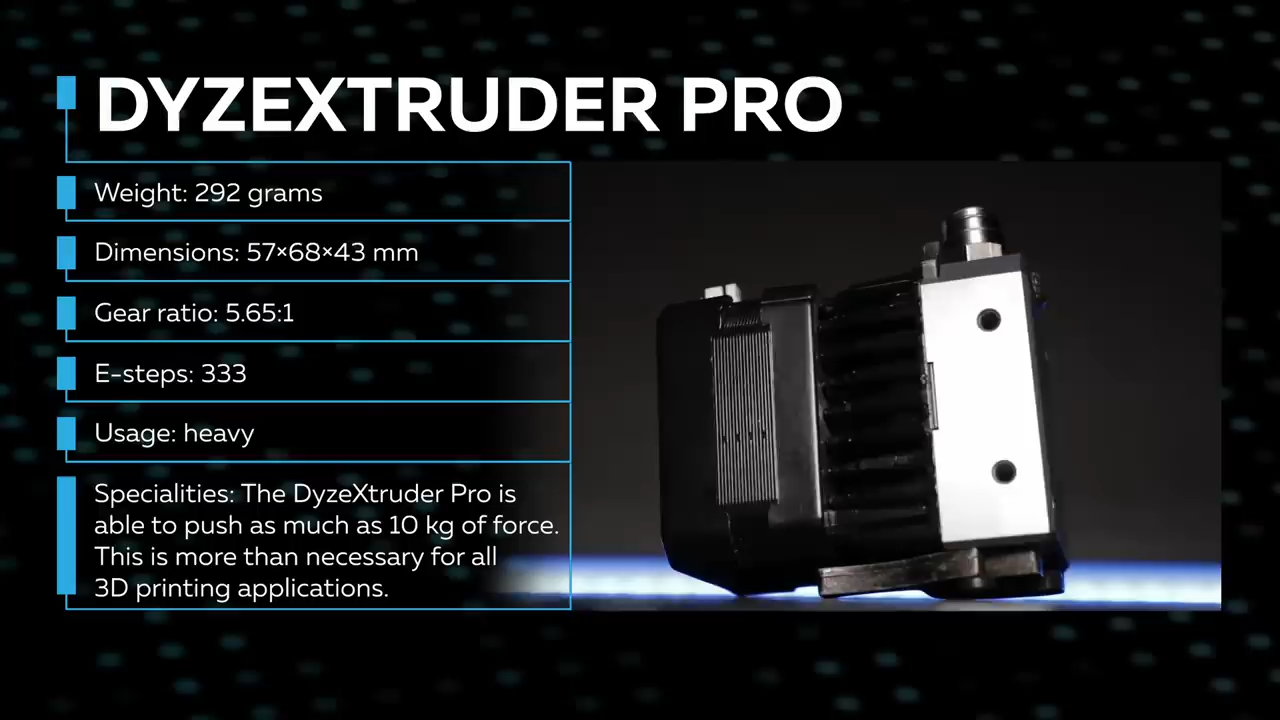 DYZEXTRUDER PRO
Weight: 292 grams
Dimensions: 57×68×43 mm
Gear ratio: 5.65:1
E-steps: 333
Usage: heavy
Specialities: The DyzeXtruder Pro is
able to push as much as 10 kg of force.
This is more than necessary for all
3D printing applications.